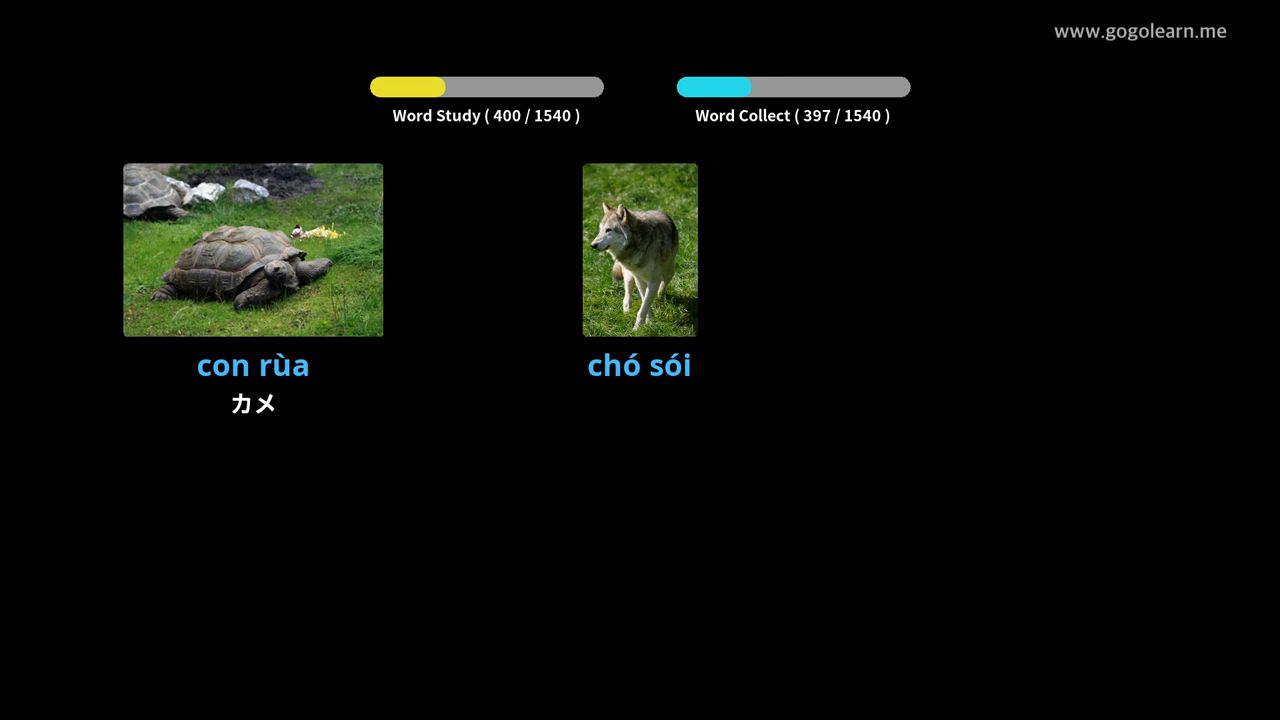 www.gogolearn.me
Word Study ( 400 / 1540 )
Word Collect ( 397 / 1540 )
con rùa
カメ
chó sói